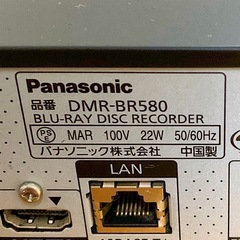 Panasonic
品番 DMR-BR580
BLU-RAY DISC RECORDER
PS E MAR 100V 22W 50/60Hz
パナソニック株式会社 中国製
LAN